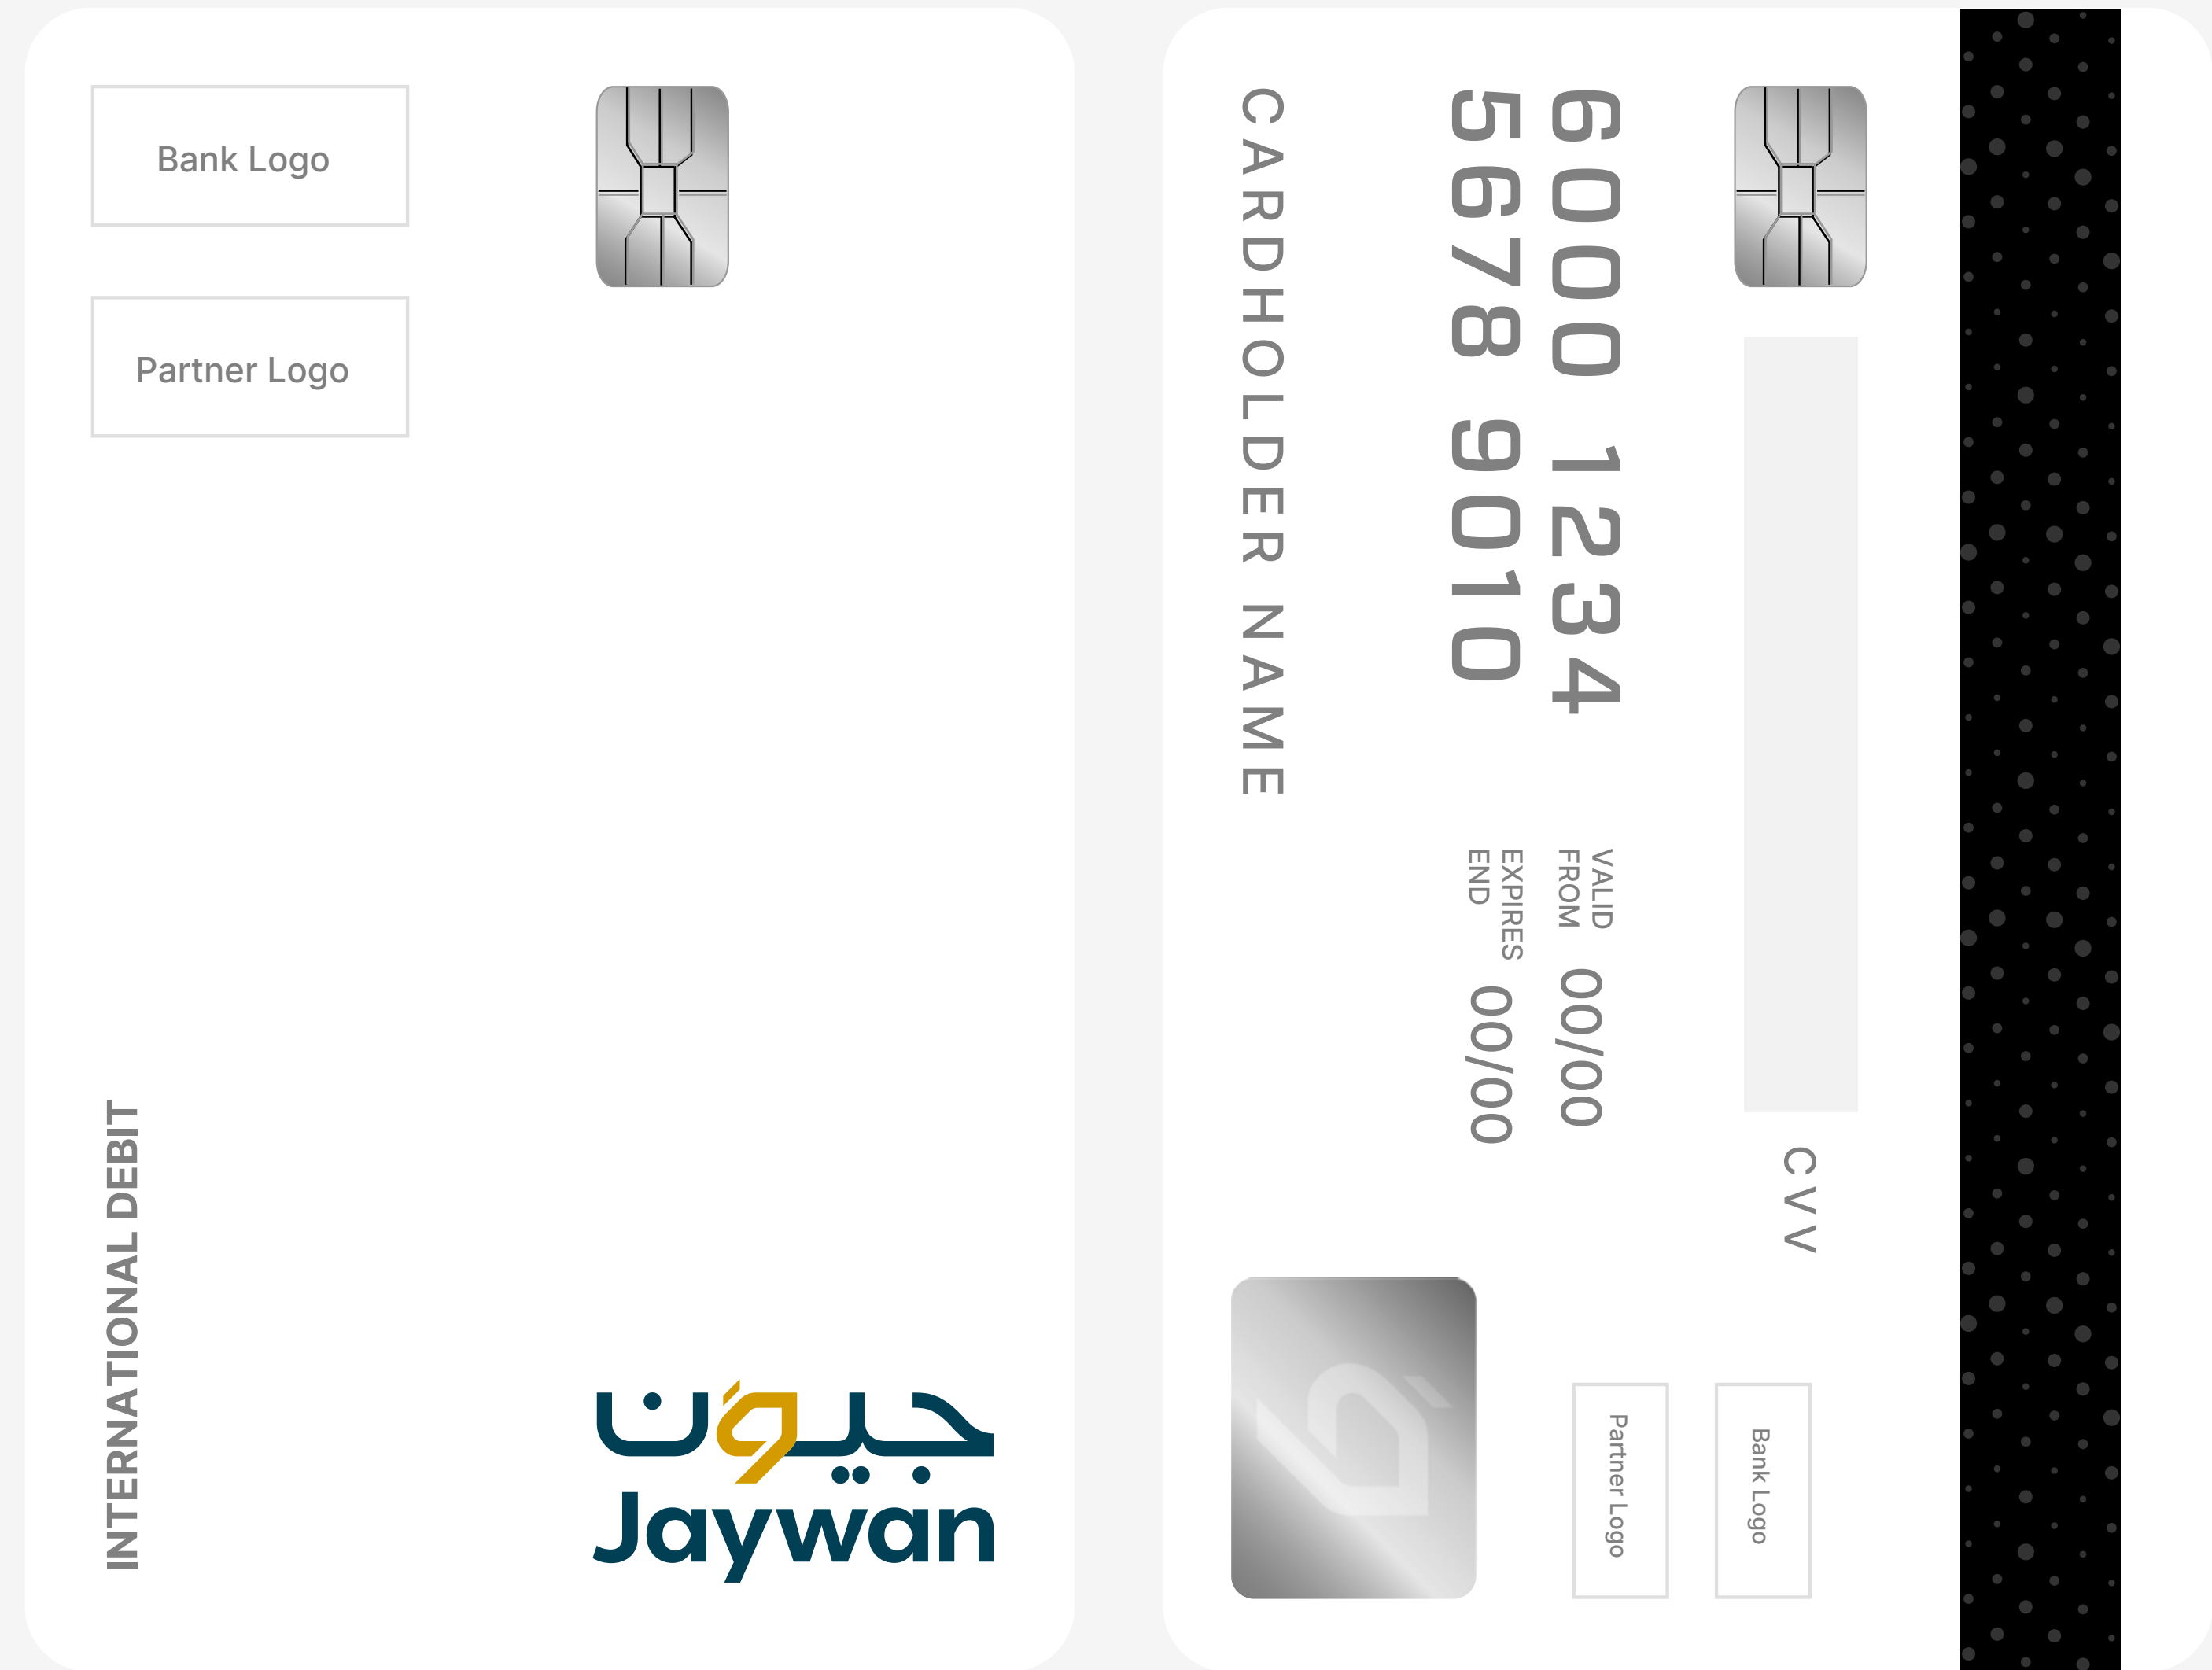 Bank Logo
Partner Logo
INTERNATIONAL DEBIT
جيون
Jaywan
6000 1234
5678 9010
CARDHOLDER NAME
VALID
FROM
00/00
EXPIRES
END
00/00
CVV
Bank Logo
Partner Logo